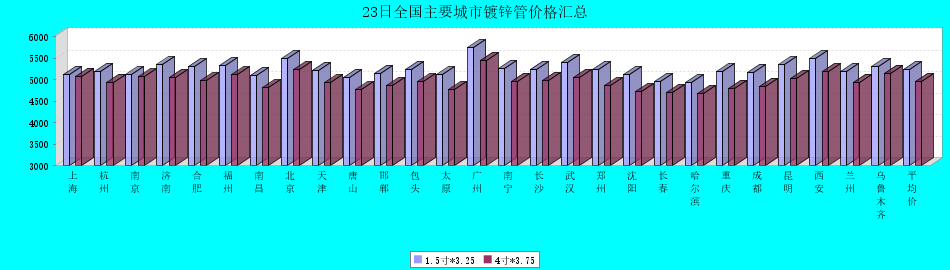 23日全国主要城市镀锌管价格汇总
6000
5500
5000
4500
4000
3500
3000
上海 杭州 南京 济南 合肥 福州 南昌 北京 天津 唐山 邯郸 包头 太原 广州 南宁 长沙 武汉 郑州 沈阳 长春 哈尔滨 重庆 成都 昆明 西安 兰州 乌鲁木齐 平均价
1.5寸*3.25 4寸*3.75